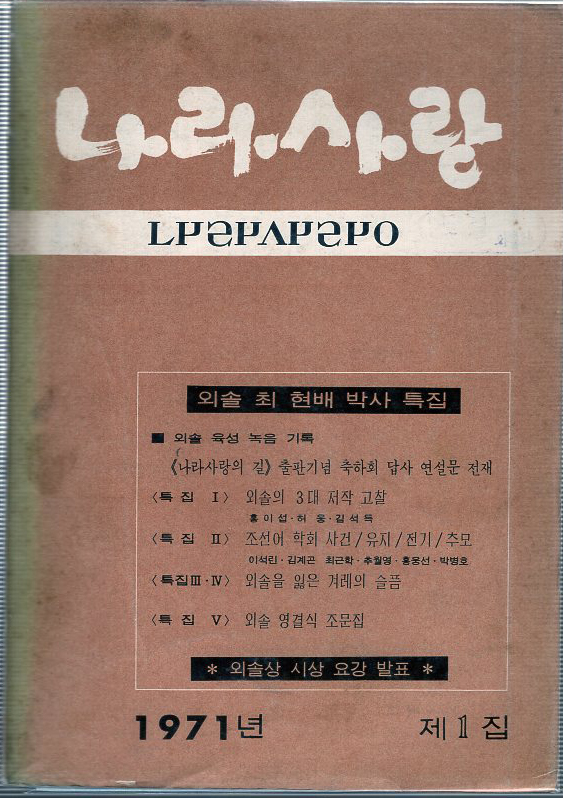 나라사랑
ㄴㅏㄹㅏㅅㅏㄹㅏㅇ
외솔 최 현배 박사 특집
■ 외솔 육성 녹음 기록
《나라사랑의 길》 출판기념 축하회 답사 연설문 전재
〈특 집 Ⅰ〉 외솔의 3대 저작 고찰
홍이섭·허 웅·김석득
〈특 집 Ⅱ〉 조선어 학회 사건/유지/전기/추모
이석린·김계곤 최근학·추월영·홍웅선·박병호
〈특집Ⅲ·Ⅳ〉 외솔을 잃은 겨레의 슬픔
〈특 집 Ⅴ〉 외솔 영결식 조문집
* 외솔상 시상 요강 발표 *
1971년 제1집